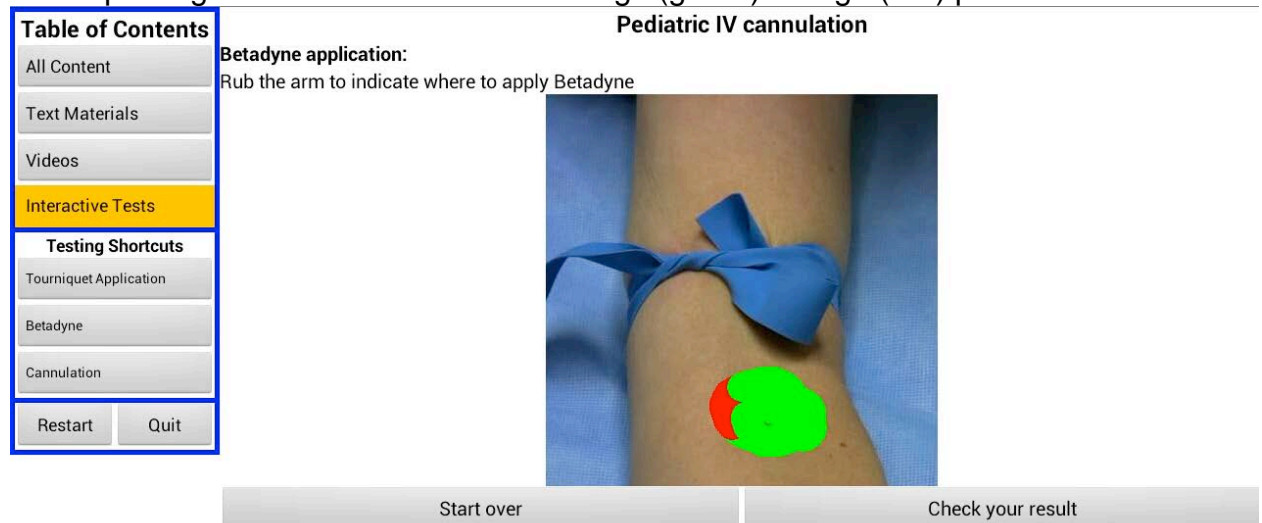 Table of Contents
All Content
Text Materials
Videos
Interactive Tests
Testing Shortcuts
Tourniquet Application
Betadyne
Cannulation
Restart
Quit
Pediatric IV cannulation
Betadyne application:
Rub the arm to indicate where to apply Betadyne
Start over
Check your result